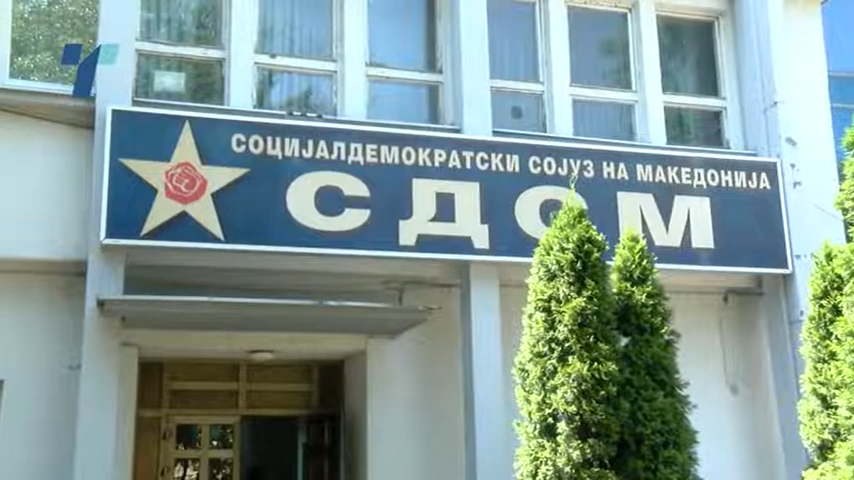 СОЦИЈАЛДЕМОКРАТСКИ СОЈУЗ НА МАКЕДОНИЈА
СДСМ